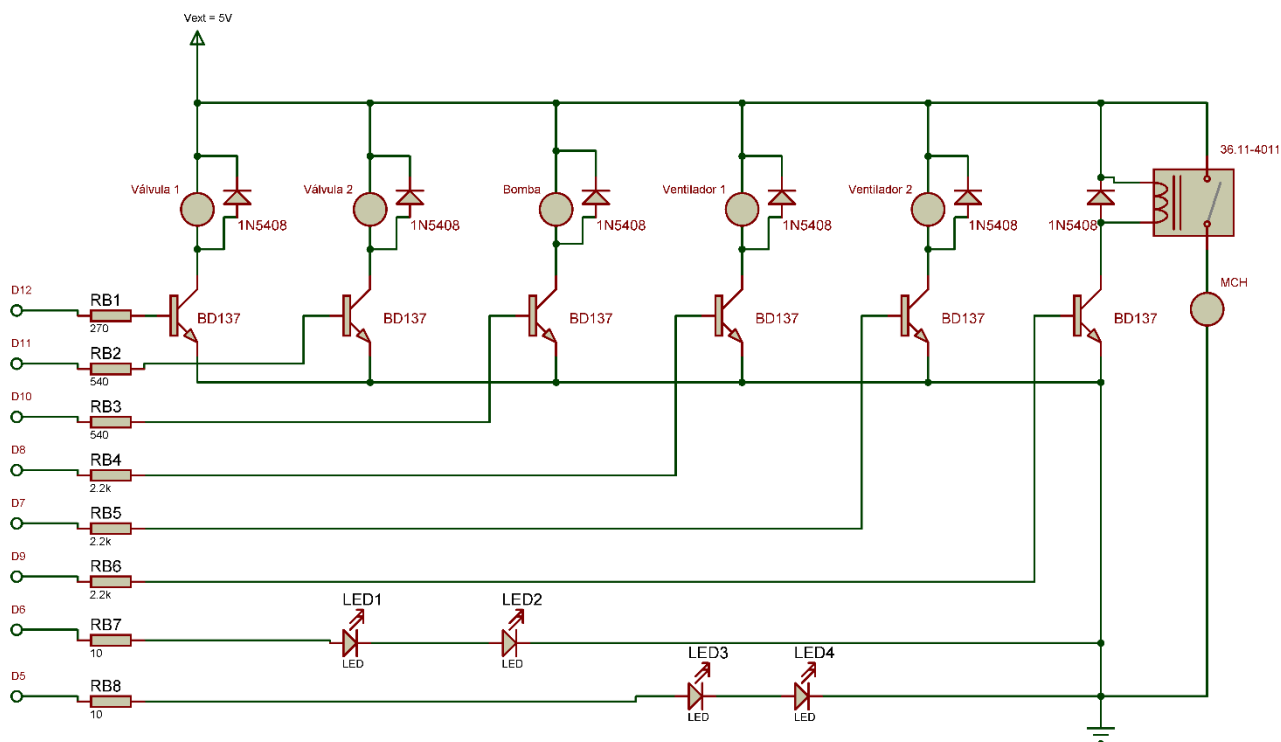 Vext = 5V
36.11-4011
Válvula 1
1N5408
Válvula 2
1N5408
Bomba
1N5408
Ventilador 1
1N5408
Ventilador 2
1N5408
1N5408
MCH
D12
RB1
270
BD137
BD137
BD137
BD137
BD137
BD137
D11
RB2
540
D10
RB3
540
D8
RB4
2.2k
D7
RB5
2.2k
D9
RB6
2.2k
D6
RB7
10
LED1
LED
LED2
LED
D5
RB8
10
LED3
LED
LED4
LED